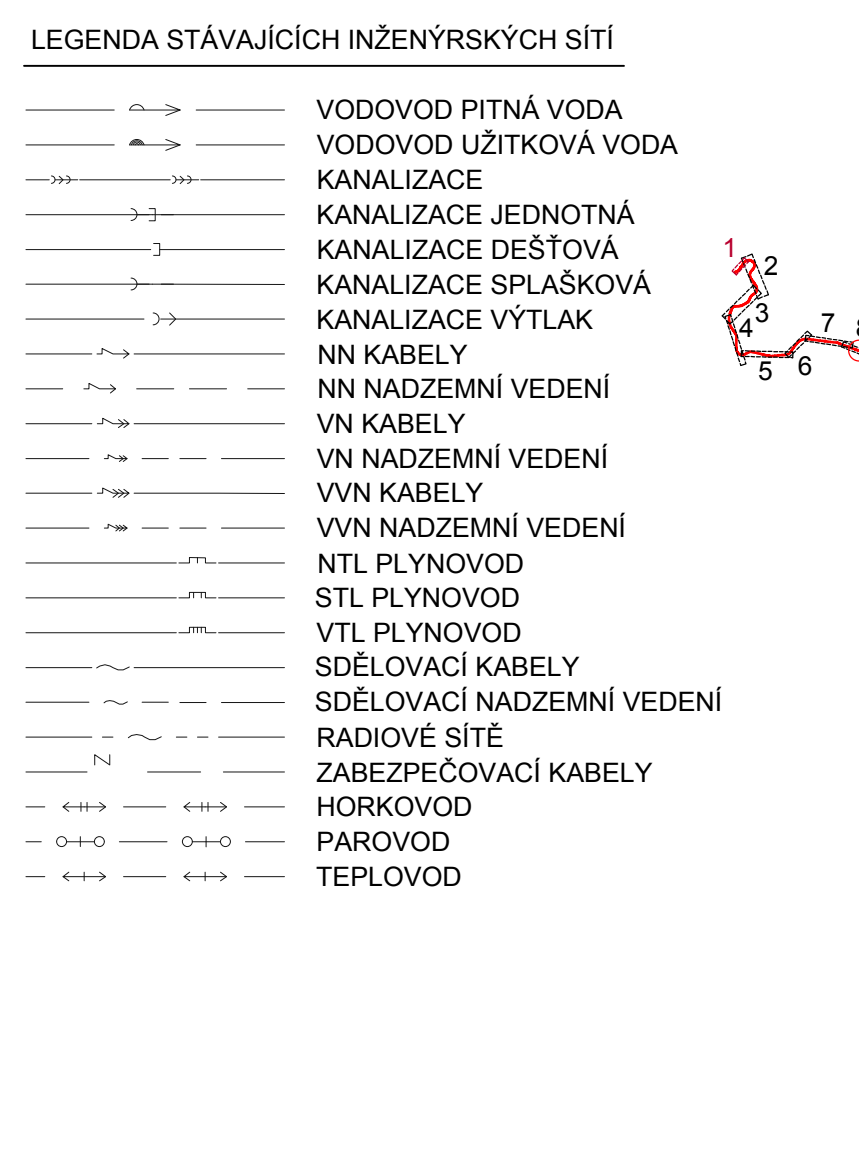 LEGENDA STÁVAJÍCÍCH INŽENÝRSKÝCH SÍTÍ
VODOVOD PITNÁ VODA
VODOVOD UŽITKOVÁ VODA
KANALIZACE
KANALIZACE JEDNOTNÁ
KANALIZACE DEŠŤOVÁ
KANALIZACE SPLAŠKOVÁ
KANALIZACE VÝTLAK
NN KABELY
NN NADZEMNÍ VEDENÍ
VN KABELY
VN NADZEMNÍ VEDENÍ
VVN KABELY
VVN NADZEMNÍ VEDENÍ
NTL PLYNOVOD
STL PLYNOVOD
VTL PLYNOVOD
SDĚLOVACÍ KABELY
SDĚLOVACÍ NADZEMNÍ VEDENÍ
RADIOVÉ SÍTĚ
ZABEZPEČOVACÍ KABELY
HORKOVOD
PAROVOD
TEPLOVOD
1
2
3
4
5
6
7
8